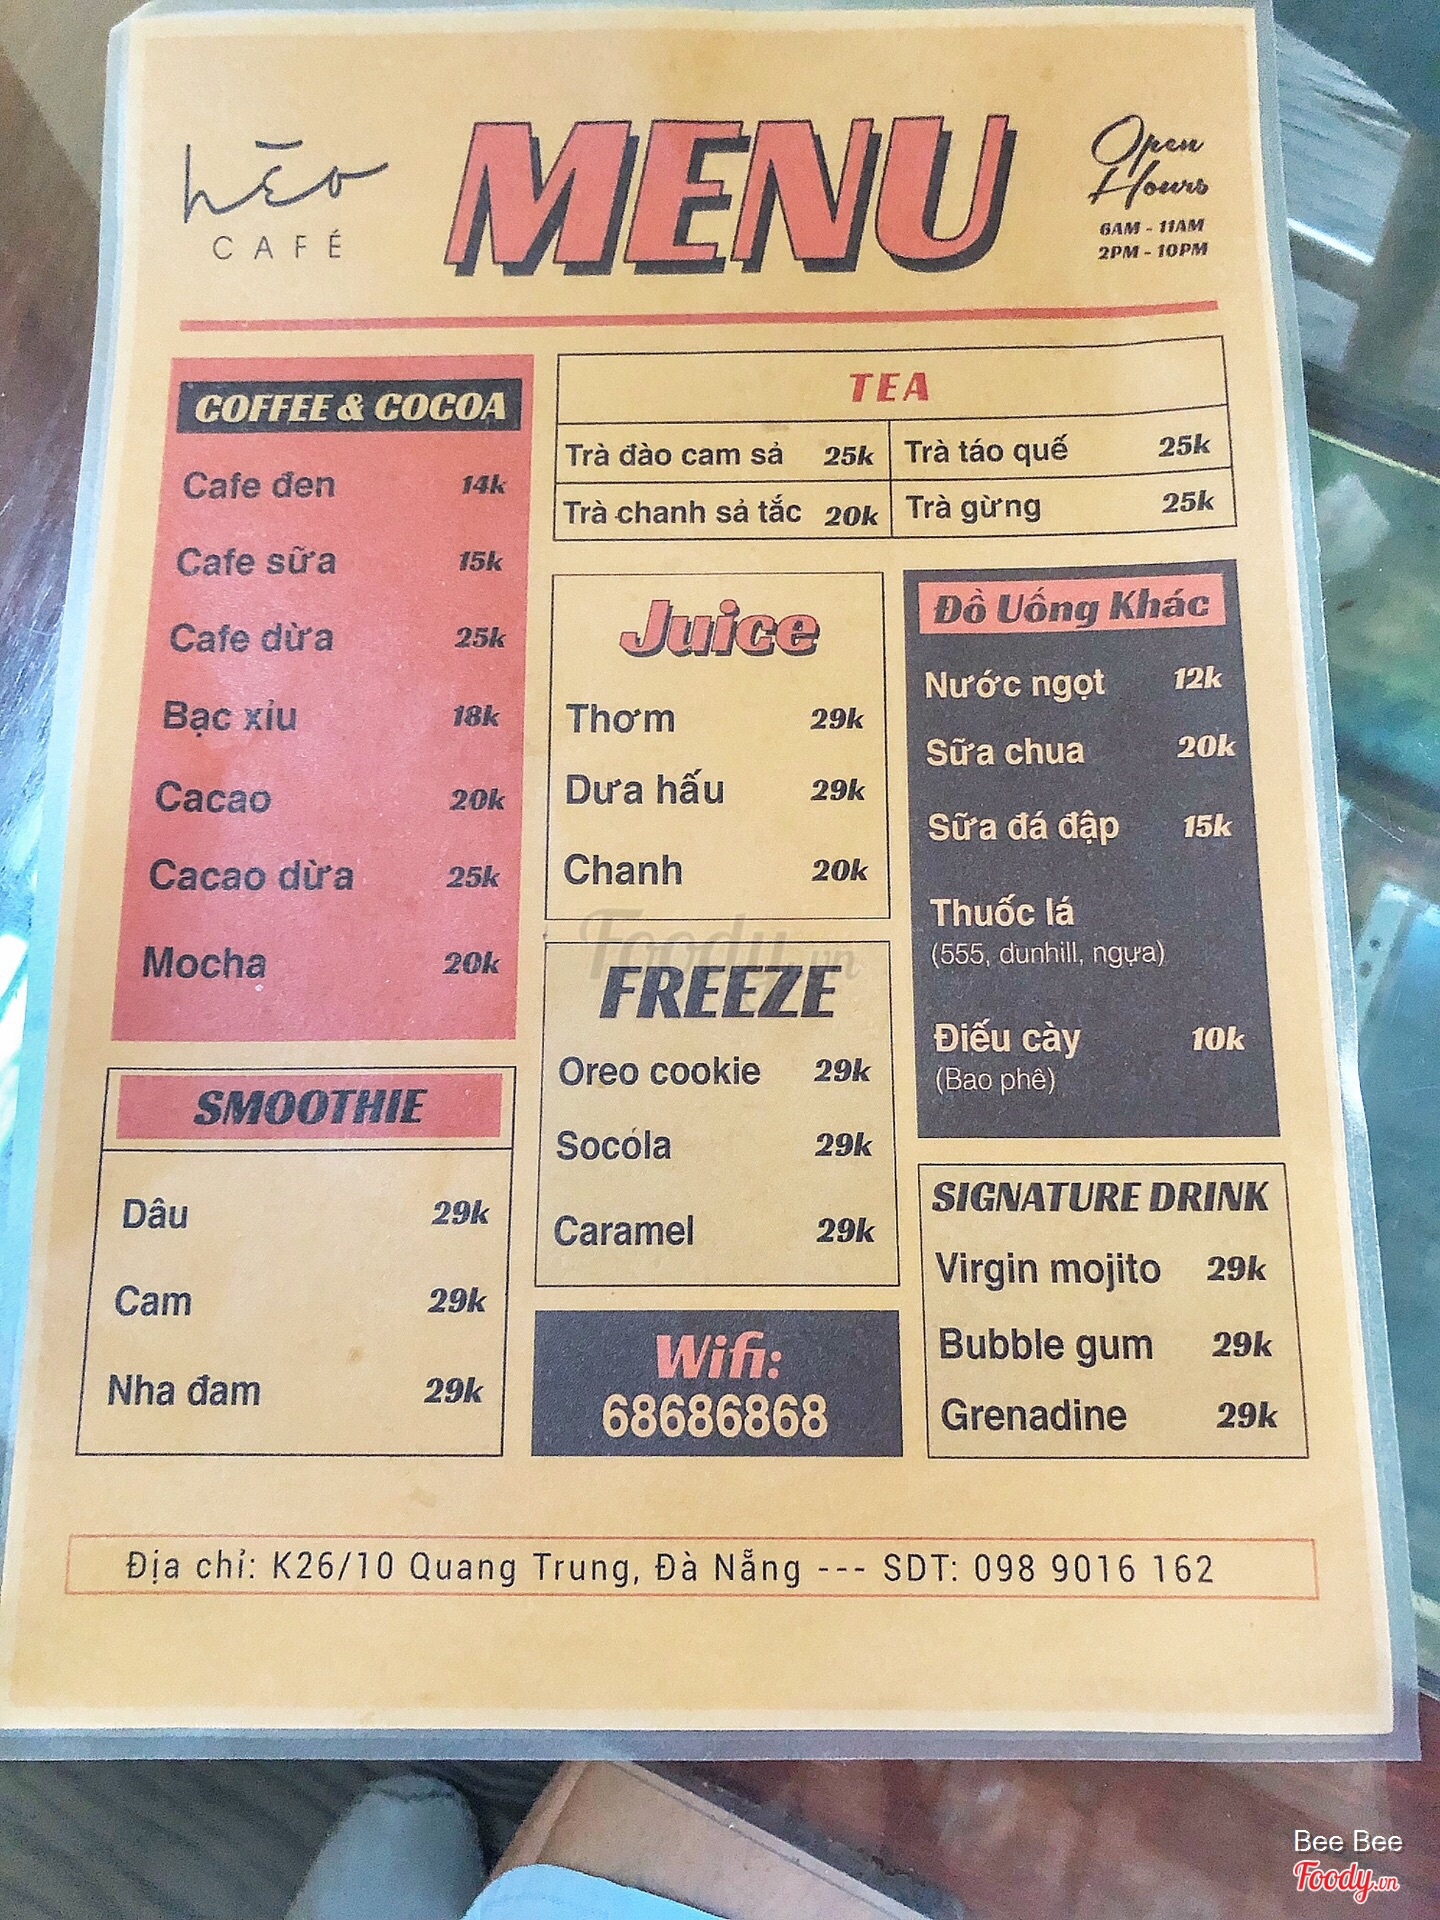 hēo
CAFÉ
MENU
Open
Hours
6AM - 11AM
2PM - 10PM
COFFEE & COCOA
Cafe đen 14k
Cafe sữa 15k
Cafe dừa 25k
Bạc xỉu 18k
Cacao 20k
Cacao dừa 25k
Mocha 20k
SMOOTHIE
Dâu 29k
Cam 29k
Nha đam 29k
TEA
Trà đào cam sả 25k
Trà táo quế 25k
Trà chanh sả tắc 20k
Trà gừng 25k
Juice
Thơm 29k
Dưa hấu 29k
Chanh 20k
Foody.vn
FREEZE
Oreo cookie 29k
Socola 29k
Caramel 29k
Wifi:
68686868
Đồ Uống Khác
Nước ngọt 12k
Sữa chua 20k
Sữa đá đập 15k
Thuốc lá
(555, dunhill, ngựa)
Điếu cày 10k
(Bao phê)
SIGNATURE DRINK
Virgin mojito 29k
Bubble gum 29k
Grenadine 29k
Địa chỉ: K26/10 Quang Trung, Đà Nẵng --- SDT: 098 9016 162
Bee Bee
Foody.vn